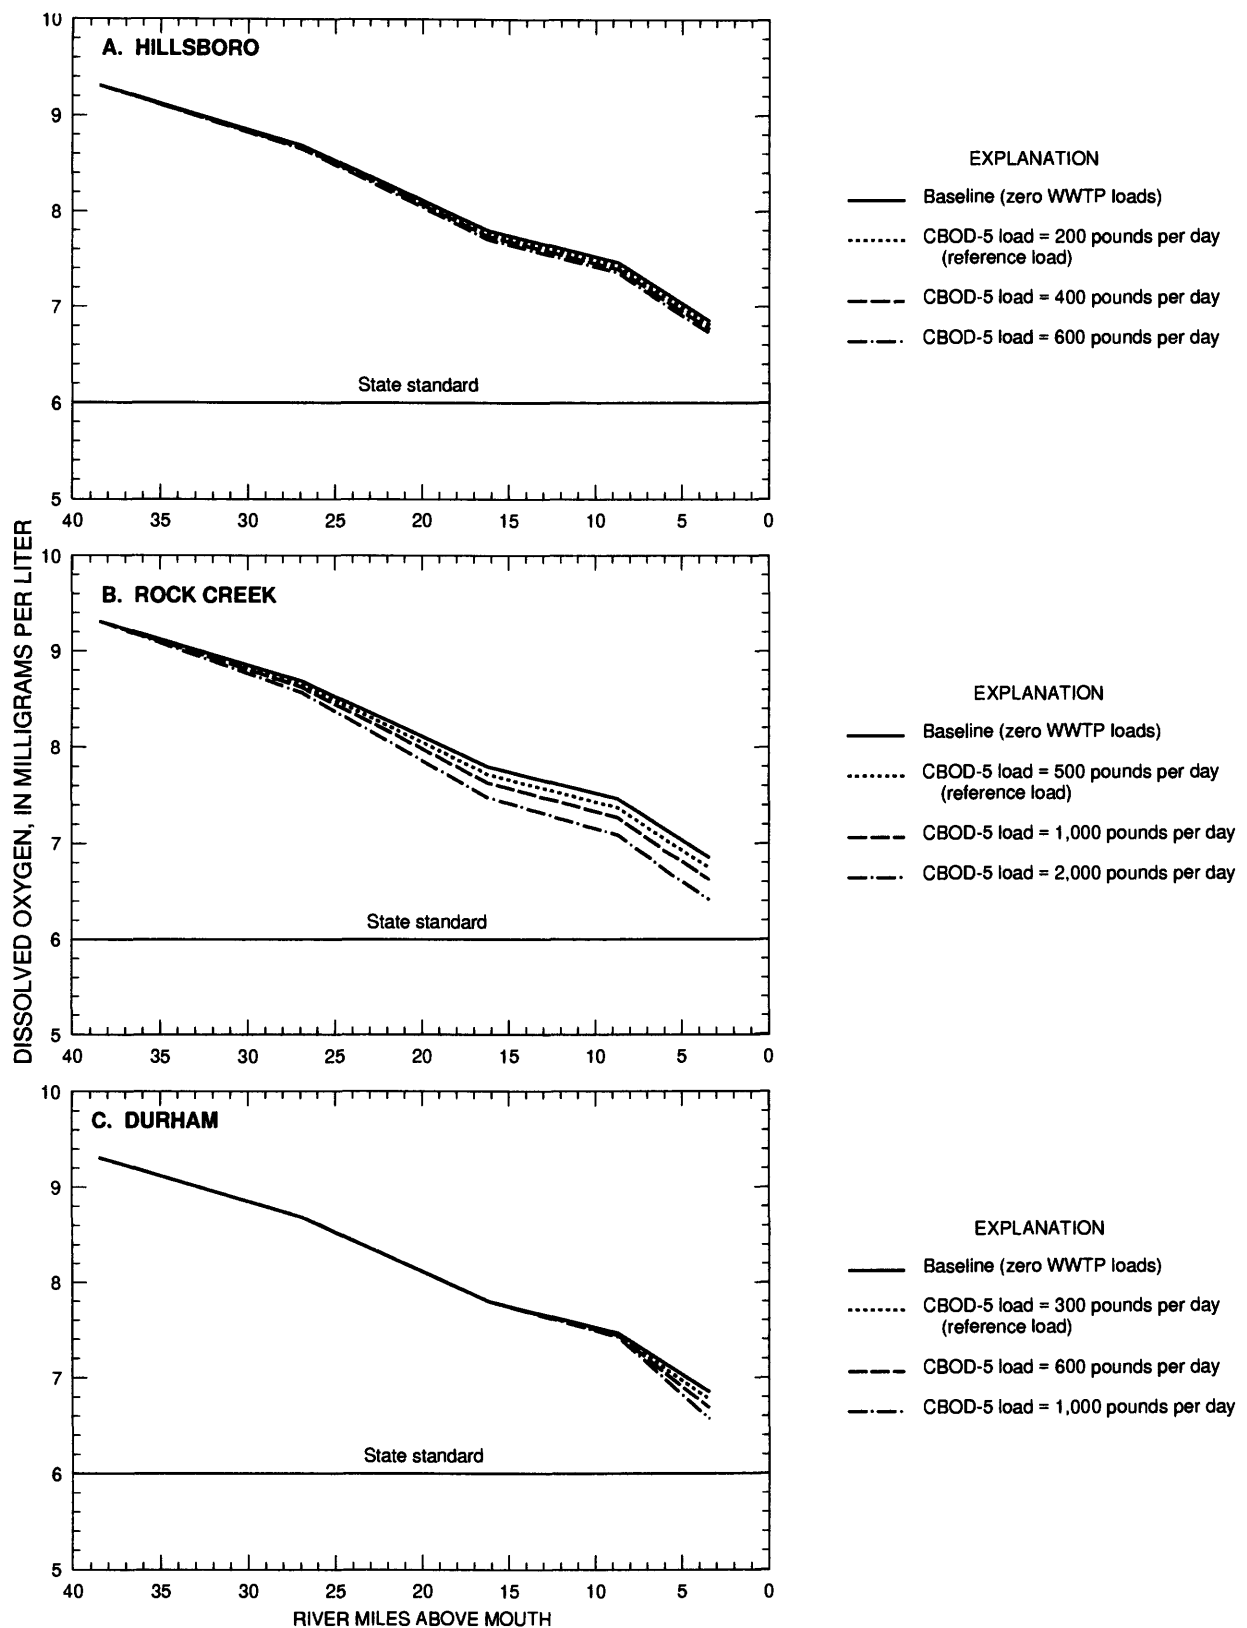 DISSOLVED OXYGEN, IN MILLIGRAMS PER LITER
A. HILLSBORO
10
9
8
7
6
5
State standard
40 35 30 25 20 15 10 5 0
EXPLANATION
Baseline (zero WWTP loads)
CBOD-5 load = 200 pounds per day
(reference load)
CBOD-5 load = 400 pounds per day
CBOD-5 load = 600 pounds per day
B. ROCK CREEK
10
9
8
7
6
5
State standard
40 35 30 25 20 15 10 5 0
EXPLANATION
Baseline (zero WWTP loads)
CBOD-5 load = 500 pounds per day
(reference load)
CBOD-5 load = 1,000 pounds per day
CBOD-5 load = 2,000 pounds per day
C. DURHAM
10
9
8
7
6
5
State standard
40 35 30 25 20 15 10 5 0
RIVER MILES ABOVE MOUTH
EXPLANATION
Baseline (zero WWTP loads)
CBOD-5 load = 300 pounds per day
(reference load)
CBOD-5 load = 600 pounds per day
CBOD-5 load = 1,000 pounds per day